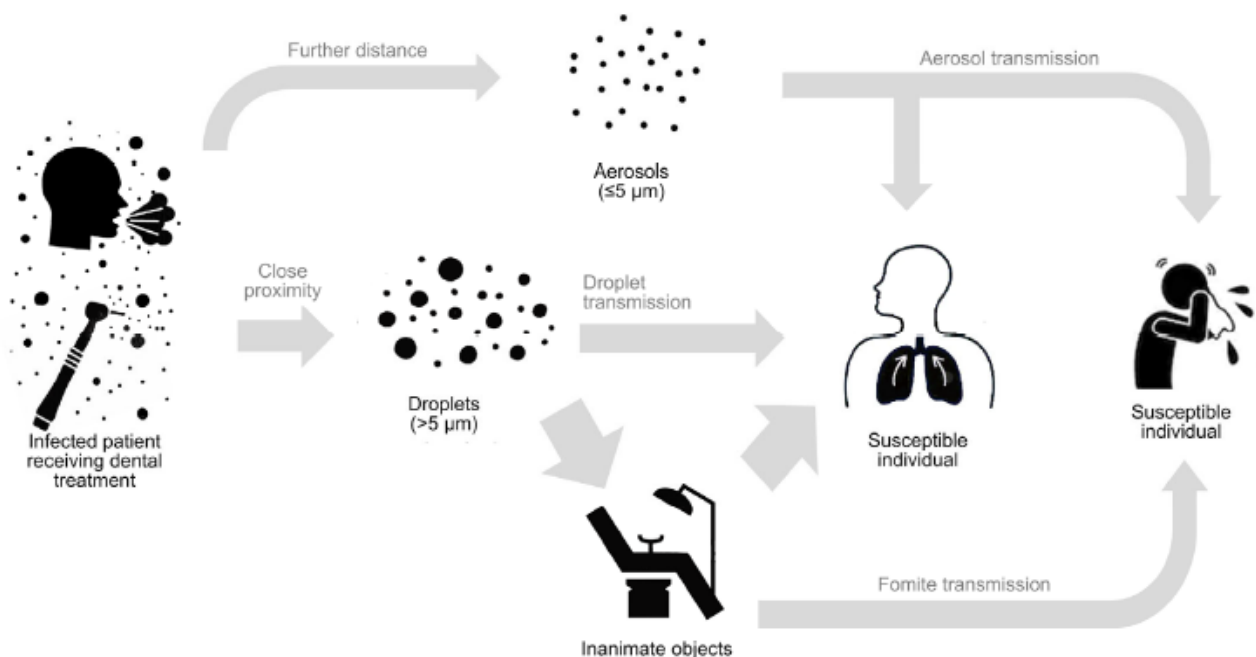 Further distance
Aerosol transmission
Aerosols
(≤5 µm)
Close
proximity
Droplet
transmission
Droplets
(>5 µm)
Infected patient
receiving dental
treatment
Susceptible
individual
Susceptible
individual
Fomite transmission
Inanimate objects